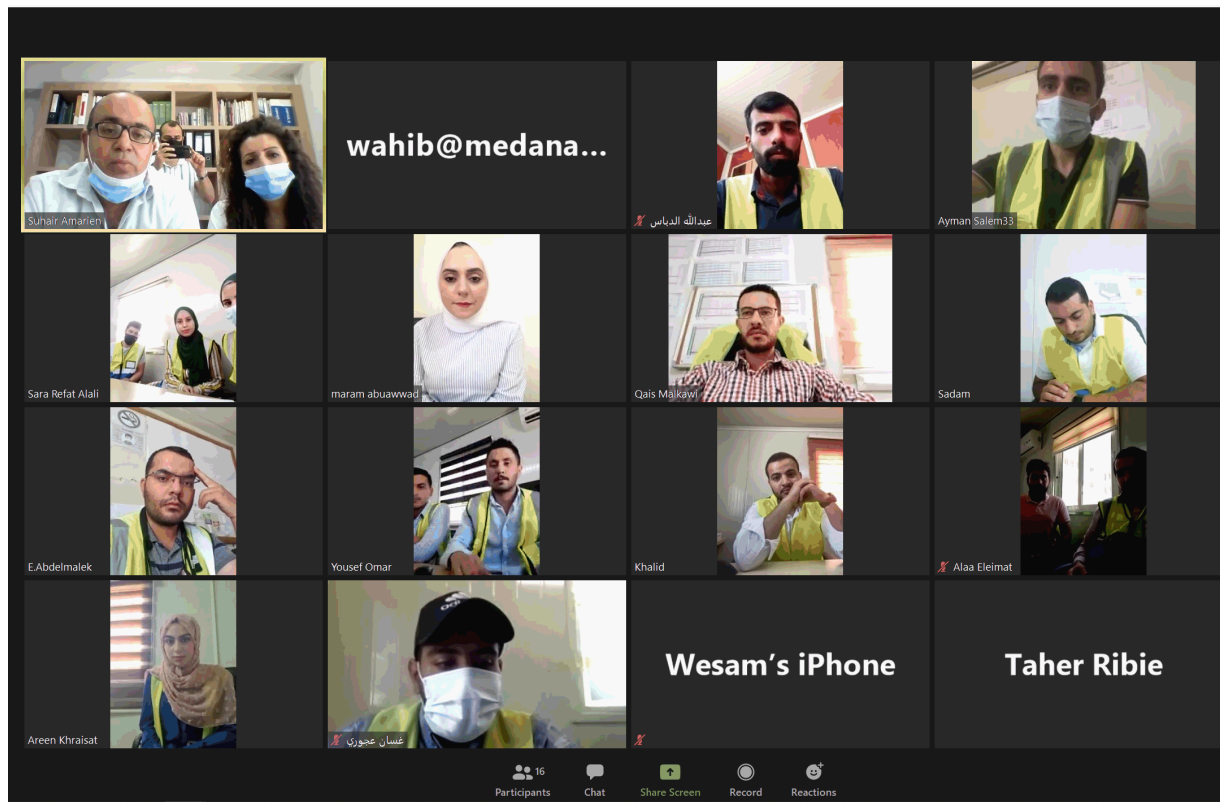 Suhair Amarien
wahib@medana...
عبدالله الدباس
Ayman Salem33
Sara Refat Alali
maram abuawwad
Qais Malkawi
Sadam
E.Abdelmalek
Yousef Omar
Khalid
Alaa Eleimat
Areen Khraisat
غسان عجوري
Wesam's iPhone
Taher Ribie
16
Participants
Chat
Share Screen
Record
Reactions